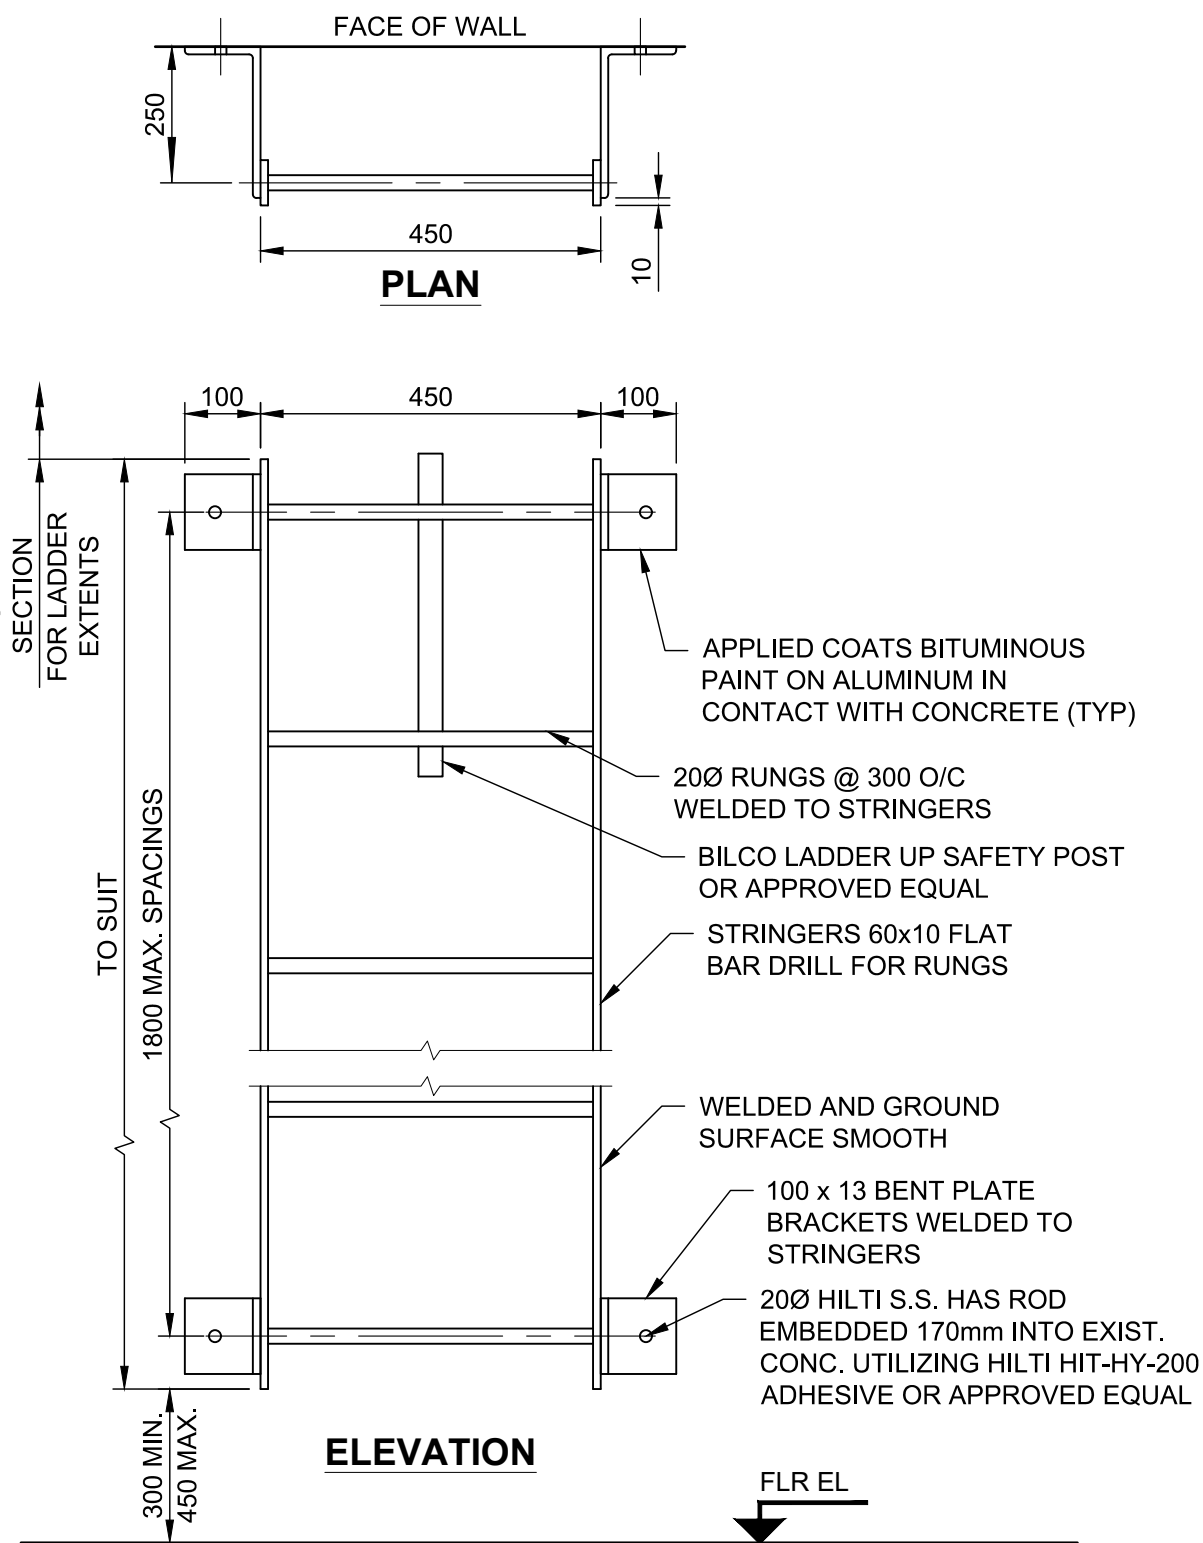 FACE OF WALL
250
450
10
PLAN
100
450
100
SECTION
FOR LADDER
EXTENTS
TO SUIT
1800 MAX. SPACINGS
APPLIED COATS BITUMINOUS
PAINT ON ALUMINUM IN
CONTACT WITH CONCRETE (TYP)
20Ø RUNGS @ 300 O/C
WELDED TO STRINGERS
BILCO LADDER UP SAFETY POST
OR APPROVED EQUAL
STRINGERS 60x10 FLAT
BAR DRILL FOR RUNGS
WELDED AND GROUND
SURFACE SMOOTH
100 x 13 BENT PLATE
BRACKETS WELDED TO
STRINGERS
20Ø HILTI S.S. HAS ROD
EMBEDDED 170mm INTO EXIST.
CONC. UTILIZING HILTI HIT-HY-200
ADHESIVE OR APPROVED EQUAL
300 MIN.
450 MAX.
ELEVATION
FLR EL